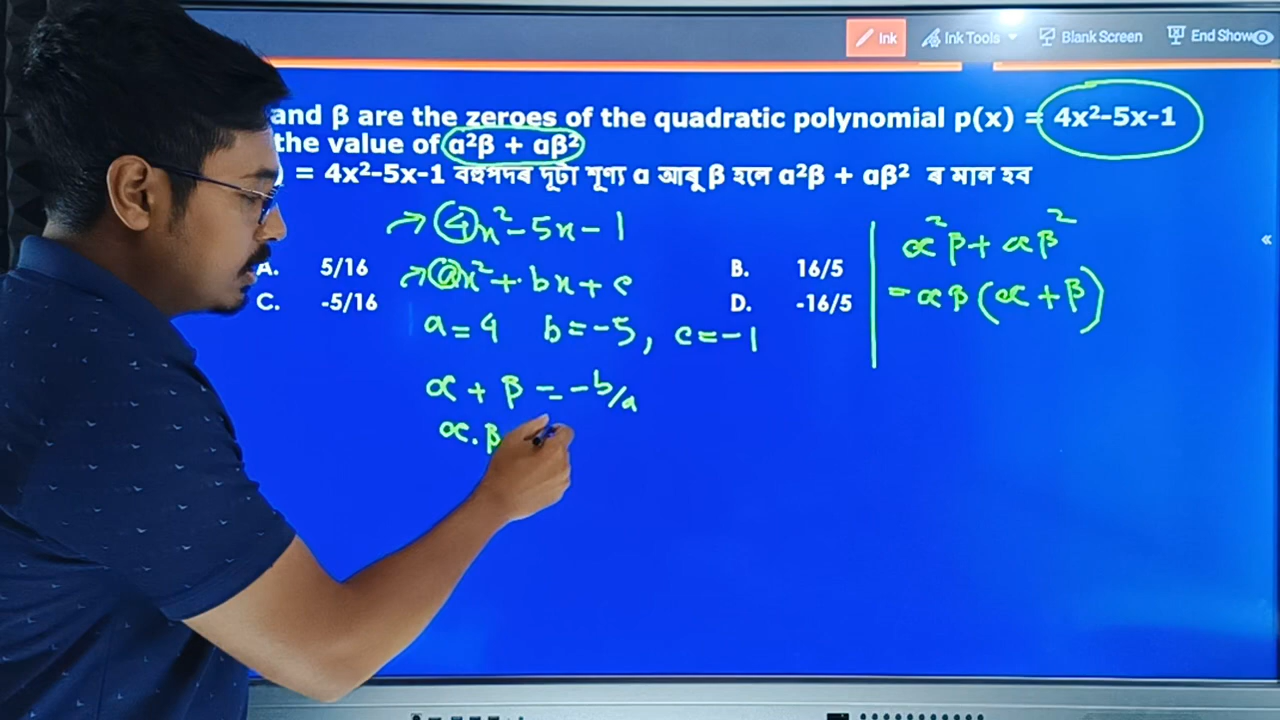 Ink Ink Tools Blank Screen End Show
and β are the zeroes of the quadratic polynomial p(x) = 4x²-5x-1
the value of α²β + αβ²
) = 4x²-5x-1 বহুপদৰ দূটা শূণ্য α আৰু β হলে α²β + αβ² ৰ মান হব
→ 4x²-5x-1
A. 5/16
B. 16/5
→ ax²+bx+c
C. -5/16
D. -16/5
a=4 b=-5, c=-1
α+β=-b/a
α.β
α²β+αβ²
=αβ(α+β)